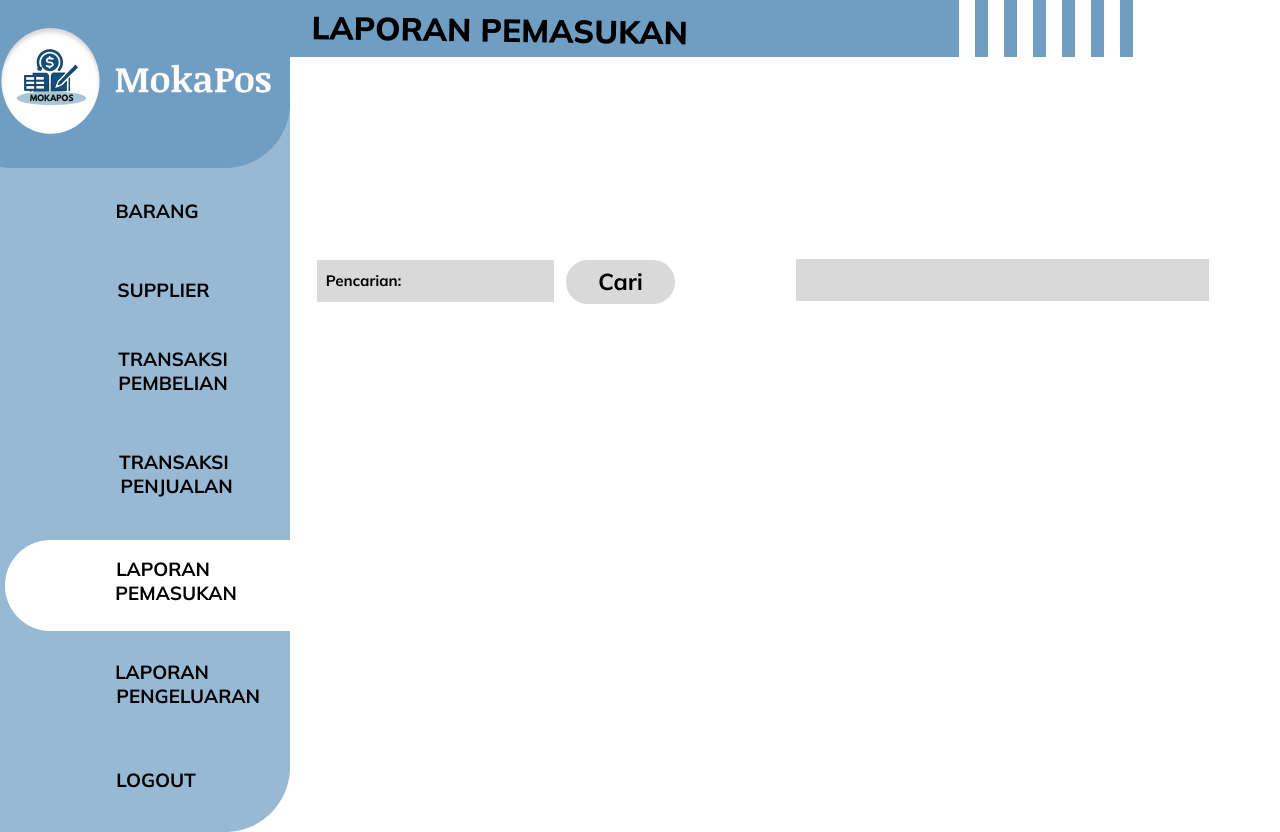 LAPORAN PEMASUKAN
MOKAPOS
MokaPos
BARANG
SUPPLIER
TRANSAKSI
PEMBELIAN
TRANSAKSI
PENJUALAN
LAPORAN
PEMASUKAN
LAPORAN
PENGELUARAN
LOGOUT
Pencarian:
Cari